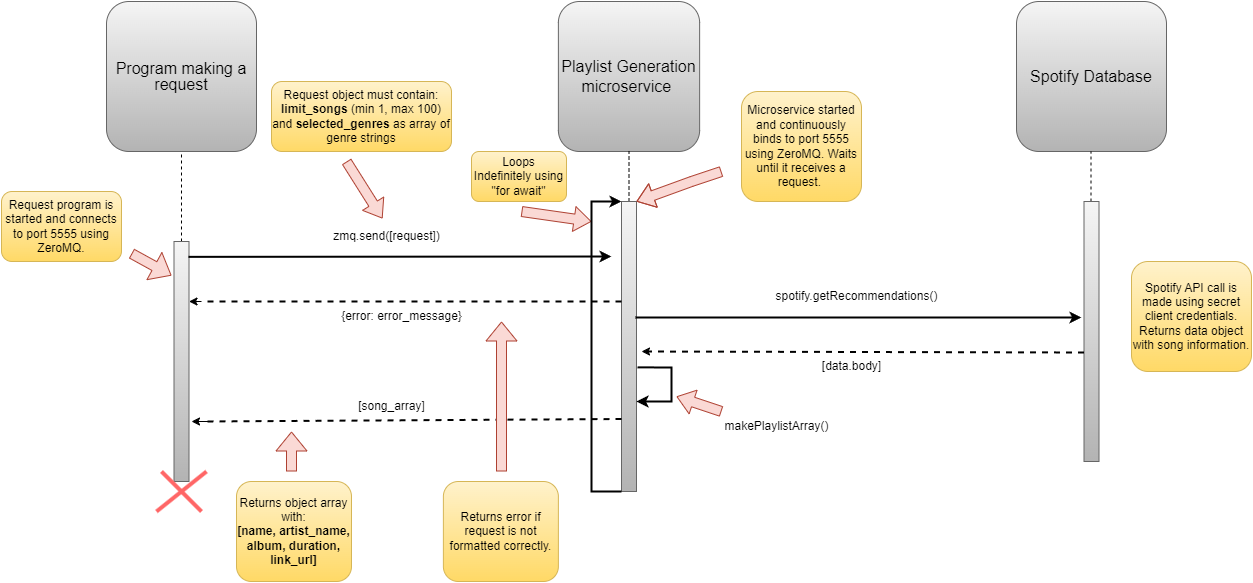 Program making a
request
Playlist Generation
microservice
Spotify Database
Request object must contain:
limit_songs (min 1, max 100)
and selected_genres as array of
genre strings
Microservice started
and continuously
binds to port 5555
using ZeroMQ. Waits
until it receives a
request.
Loops
Indefinitely using
"for await"
Request program is
started and connects
to port 5555 using
ZeroMQ.
zmq.send([request])
{error: error_message}
spotify.getRecommendations()
Spotify API call is
made using secret
client credentials.
Returns data object
with song information.
[data.body]
[song_array]
makePlaylistArray()
Returns object array
with:
[name, artist_name,
album, duration,
link_url]
Returns error if
request is not
formatted correctly.